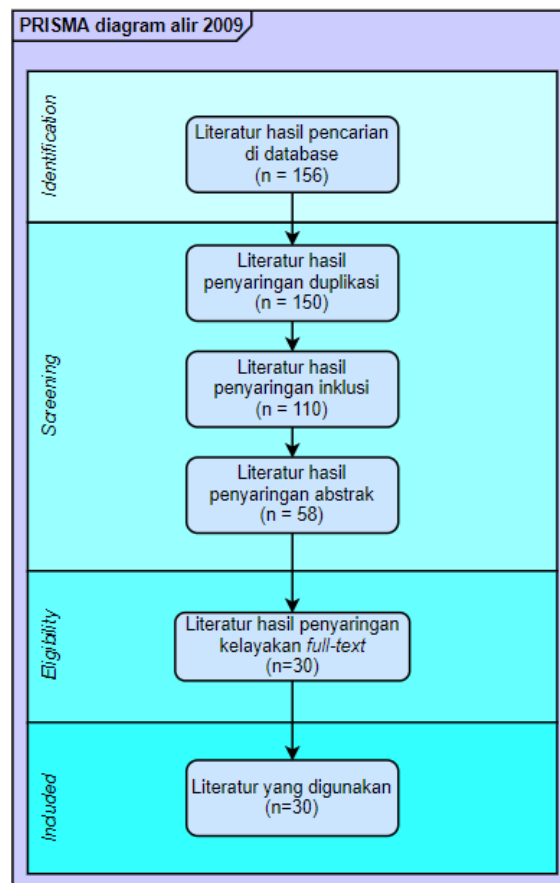 PRISMA diagram alir 2009
Identification
Literatur hasil pencarian
di database
(n = 156)
Screening
Literatur hasil
penyaringan duplikasi
(n = 150)
Literatur hasil
penyaringan inklusi
(n = 110)
Literatur hasil
penyaringan abstrak
(n = 58)
Eligibility
Literatur hasil penyaringan
kelayakan full-text
(n=30)
Included
Literatur yang digunakan
(n=30)